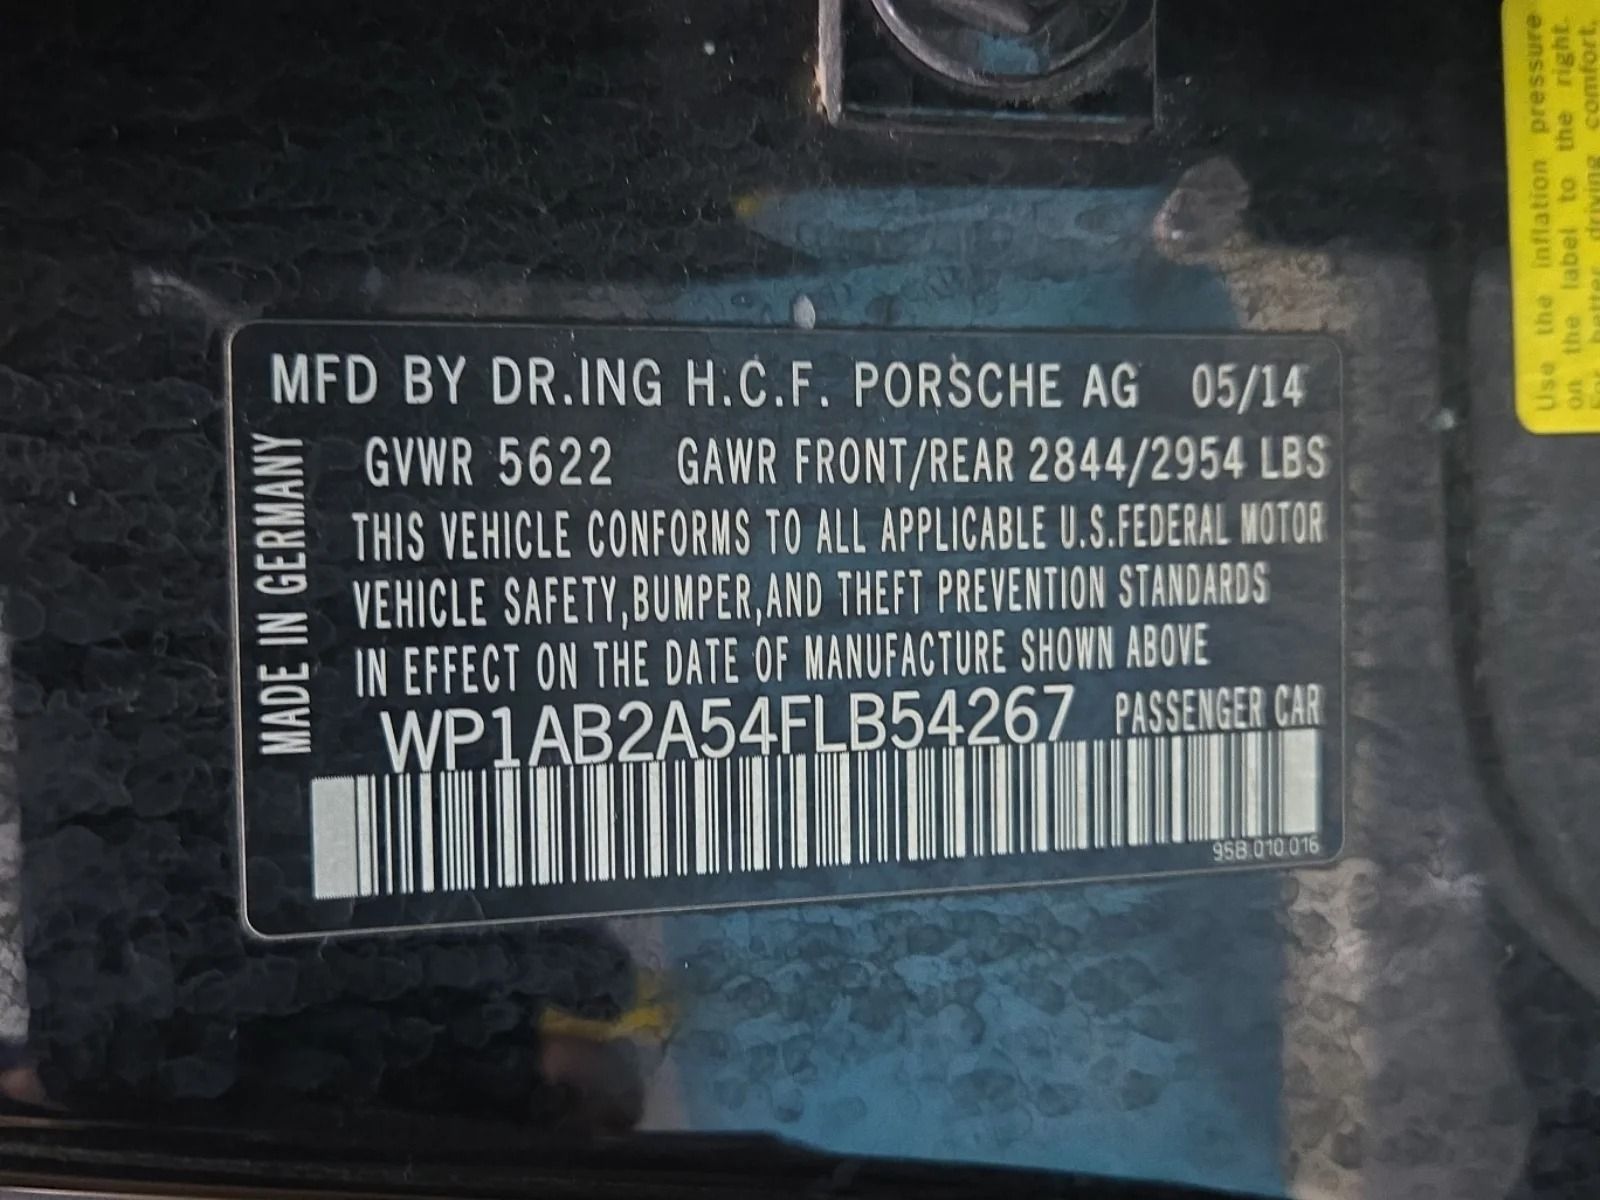 MFD BY DR.ING H.C.F. PORSCHE AG 05/14
GVWR 5622 GAWR FRONT/REAR 2844/2954 LBS
THIS VEHICLE CONFORMS TO ALL APPLICABLE U.S.FEDERAL MOTOR
VEHICLE SAFETY,BUMPER,AND THEFT PREVENTION STANDARDS
IN EFFECT ON THE DATE OF MANUFACTURE SHOWN ABOVE
WP1AB2A54FLB54267 PASSENGER CAR
958.010.016
MADE IN GERMANY
Use the inflation pressure
on the label to the right.
better driving comfort,